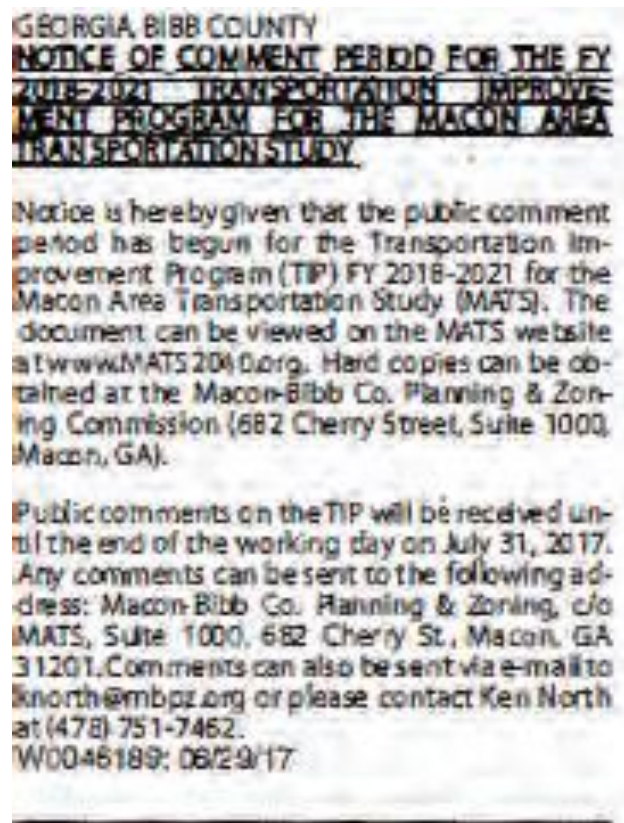 GEORGIA, BIBB COUNTY
NOTICE OF COMMENT PERIOD FOR THE FY
2018-2021 TRANSPORTATION IMPROVE-
MENT PROGRAM FOR THE MACON AREA
TRANSPORTATION STUDY.
Notice is hereby given that the public comment
period has begun for the Transportation Im-
provement Program (TIP) FY 2018-2021 for the
Macon Area Transportation Study (MATS). The
document can be viewed on the MATS website
at www.MATS2040.org. Hard copies can be ob-
tained at the Macon-Bibb Co. Planning & Zon-
ing Commission (682 Cherry Street, Suite 1000,
Macon, GA).
Public comments on the TIP will be received un-
til the end of the working day on July 31, 2017.
Any comments can be sent to the following ad-
dress: Macon-Bibb Co. Planning & Zoning, c/o
MATS, Suite 1000, 682 Cherry St., Macon, GA
31201. Comments can also be sent via e-mail to
knorth@mbpz.org or please contact Ken North
at (478) 751-7462.
W0046189: 06/29/17